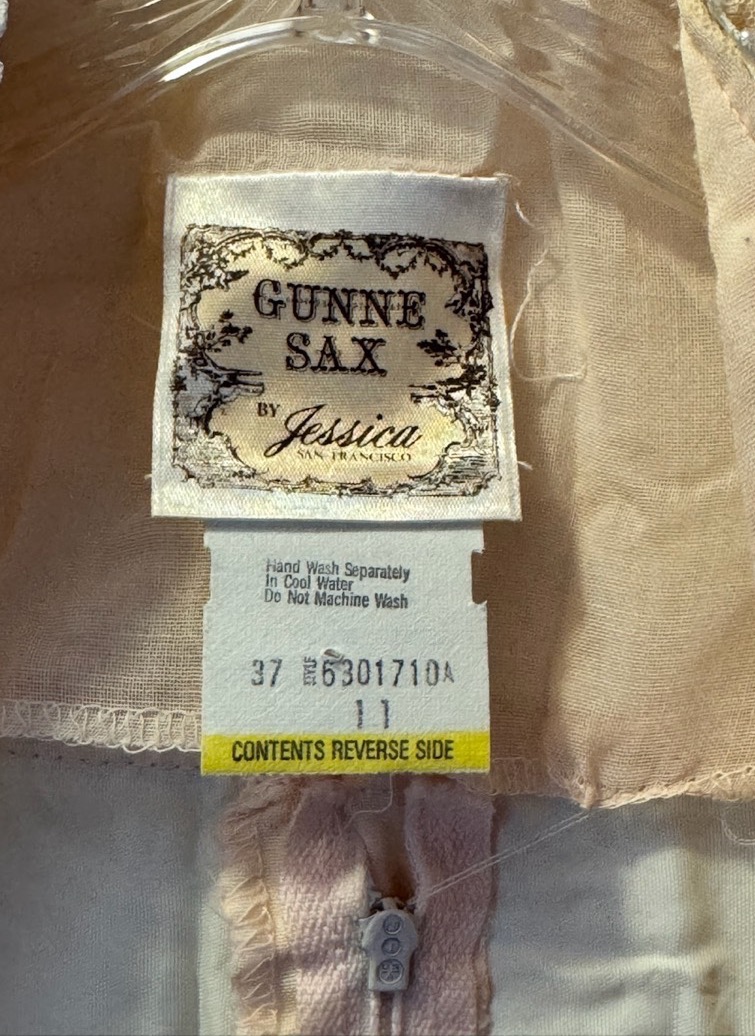 GUNNE
SAX
BY Jessica
SAN FRANCISCO
Hand Wash Separately
In Cool Water
Do Not Machine Wash
37 STYLE 6301710A
11
CONTENTS REVERSE SIDE